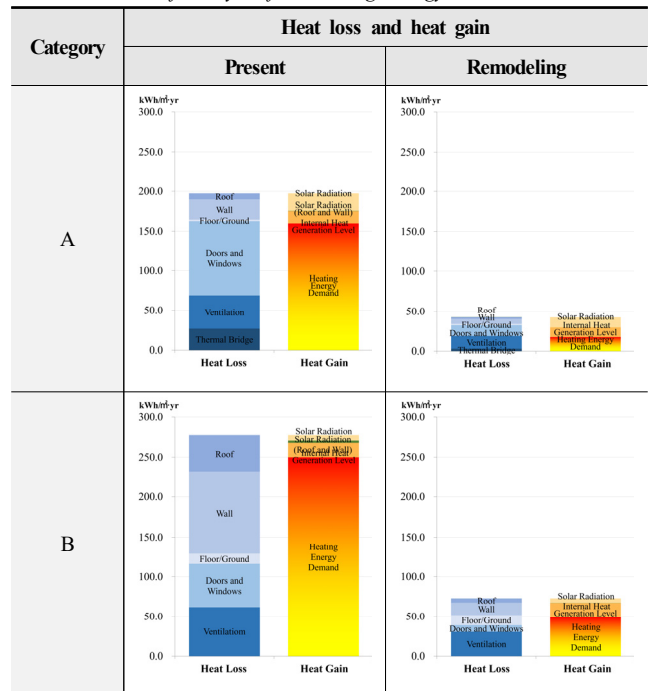 Heat loss and heat gain
Category
Present
Remodeling
A
kWh/㎡·yr
300.0
250.0
200.0
150.0
100.0
50.0
0.0
Roof
Wall
Floor/Ground
Doors and
Windows
Ventilation
Thermal Bridge
Solar Radiation
Solar Radiation
(Roof and Wall)
Internal Heat
Generation Level
Heating
Energy
Demand
Heat Loss
Heat Gain
kWh/㎡·yr
300.0
250.0
200.0
150.0
100.0
50.0
0.0
Roof
Wall
Floor/Ground
Doors and Windows
Ventilation
Thermal Bridge
Solar Radiation
Internal Heat
Generation Level
Heating Energy
Demand
Heat Loss
Heat Gain
B
kWh/㎡·yr
300.0
250.0
200.0
150.0
100.0
50.0
0.0
Roof
Wall
Floor/Ground
Doors and
Windows
Ventilatiom
Solar Radiation
Solar Radiation
(Roof and Wall)
Internal Heat
Generation Level
Heating
Energy
Demand
Heat Loss
Heat Gain
kWh/㎡·yr
300.0
250.0
200.0
150.0
100.0
50.0
0.0
Roof
Wall
Floor/Ground
Doors and Windows
Ventilation
Solar Radiation
Internal Heat
Generation Level
Heating
Energy
Demand
Heat Loss
Heat Gain